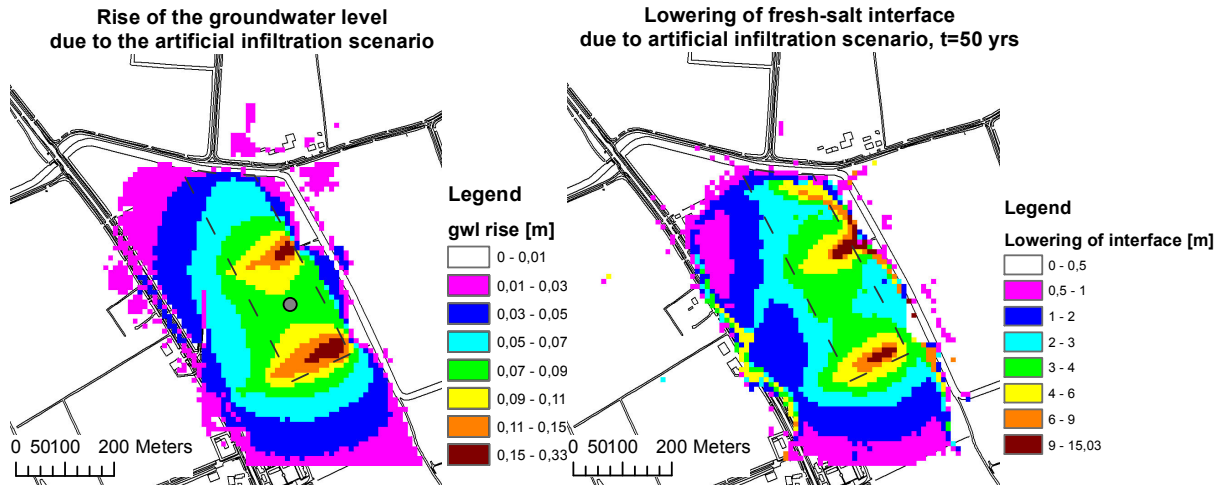 Rise of the groundwater level
due to the artificial infiltration scenario
Legend
gwl rise [m]
0 - 0,01
0,01 - 0,03
0,03 - 0,05
0,05 - 0,07
0,07 - 0,09
0,09 - 0,11
0,11 - 0,15
0,15 - 0,33
0 50100 200 Meters
Lowering of fresh-salt interface
due to artificial infiltration scenario, t=50 yrs
Legend
Lowering of interface [m]
0 - 0,5
0,5 - 1
1 - 2
2 - 3
3 - 4
4 - 6
6 - 9
9 - 15,03
0 50100 200 Meters